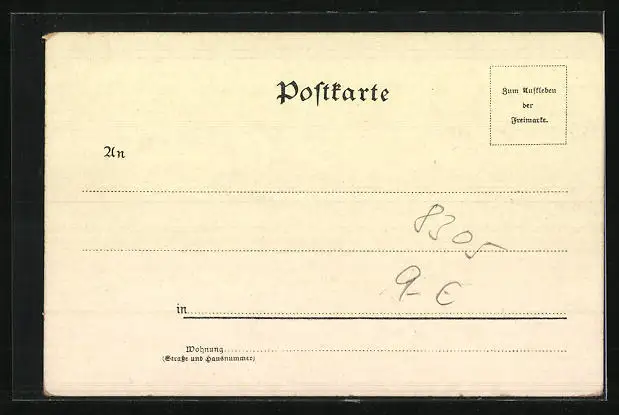 Postkarte
Zum Aufkleben
der
Freimarke.
An
8305
9-€
in
Wohnung
(Straße und Hausnummer)